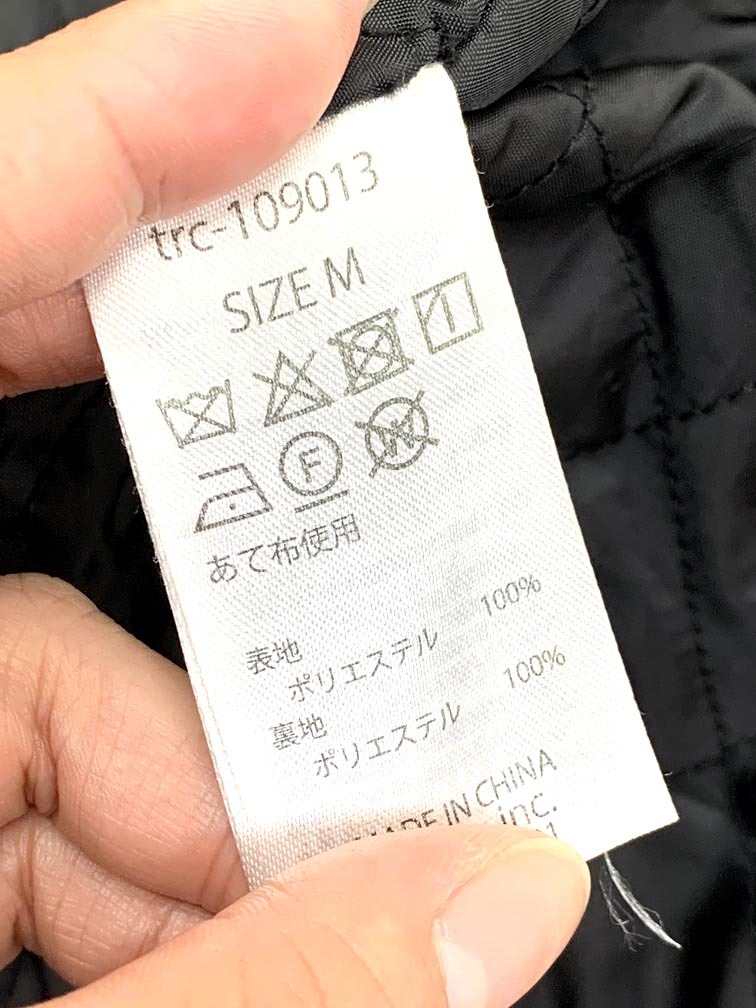 trc-109013
SIZE M
F
W
あて布使用
表地
ポリエステル 100%
裏地
ポリエステル 100%
MADE IN CHINA
inc.